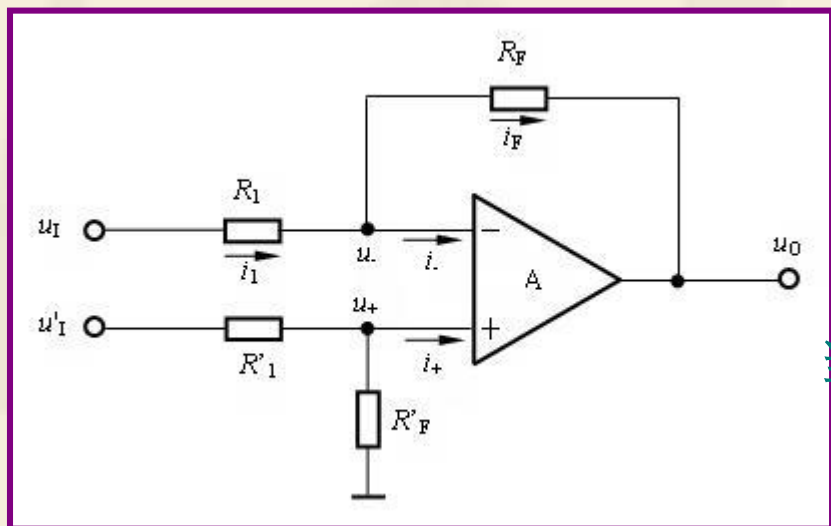 R_F
i_F
R_1
u_I
i_1
u_-
i_-
−
A
u_O
u'_I
u_+
+
R'_1
i_+
R'_F